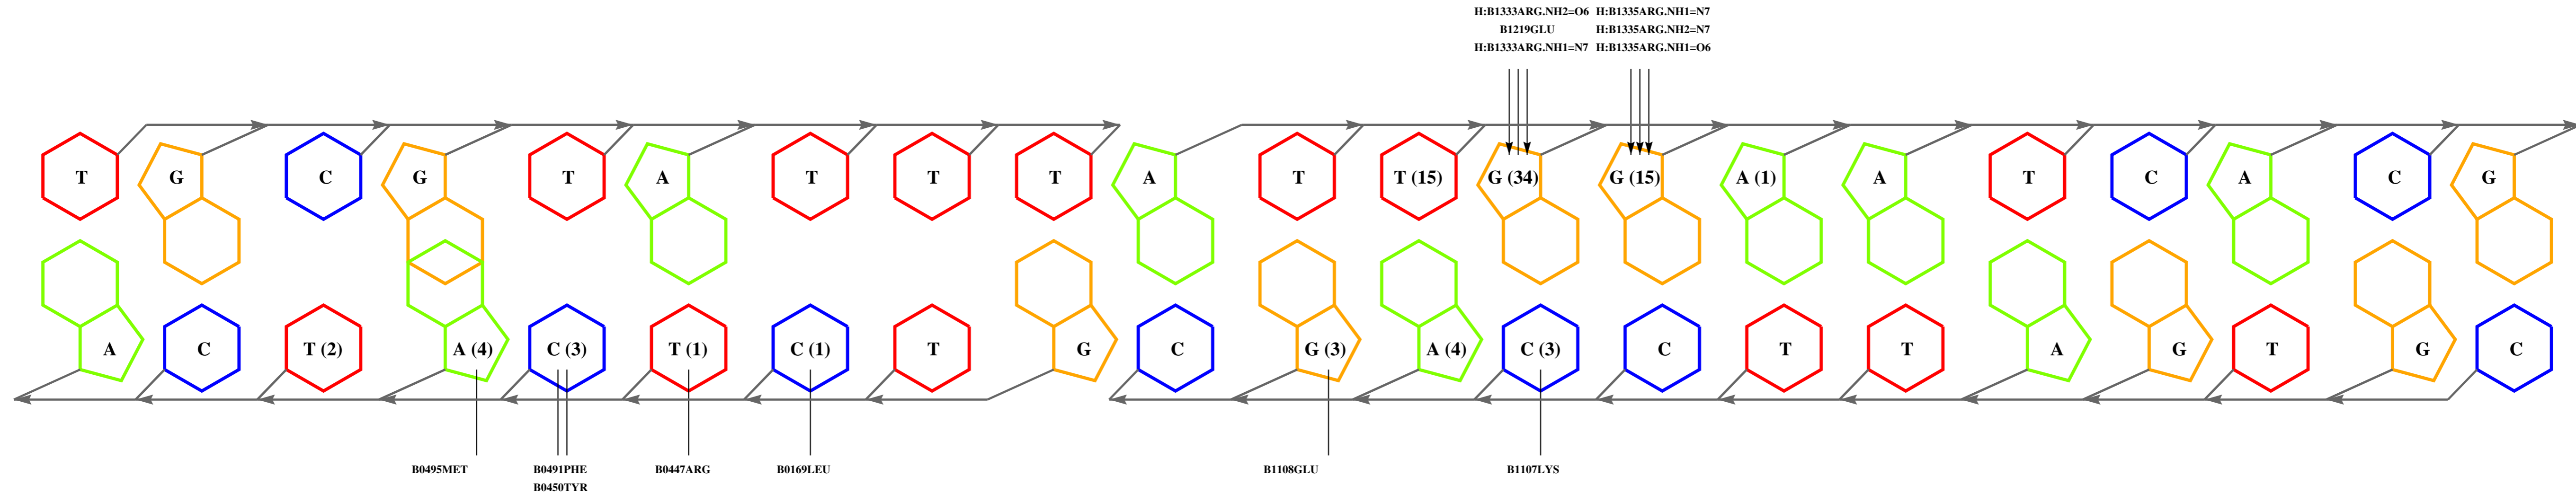 H:B1333ARG.NH2=O6 H:B1335ARG.NH1=N7
B1219GLU H:B1335ARG.NH2=N7
H:B1333ARG.NH1=N7 H:B1335ARG.NH1=O6
T G C G T A T T T A T T (15) G (34) G (15) A (1) A T C A C G
A C T (2) A (4) C (3) T (1) C (1) T G C G (3) A (4) C (3) C T T A G T G C
B0495MET B0491PHE B0447ARG B0169LEU B1108GLU B1107LYS
B0450TYR